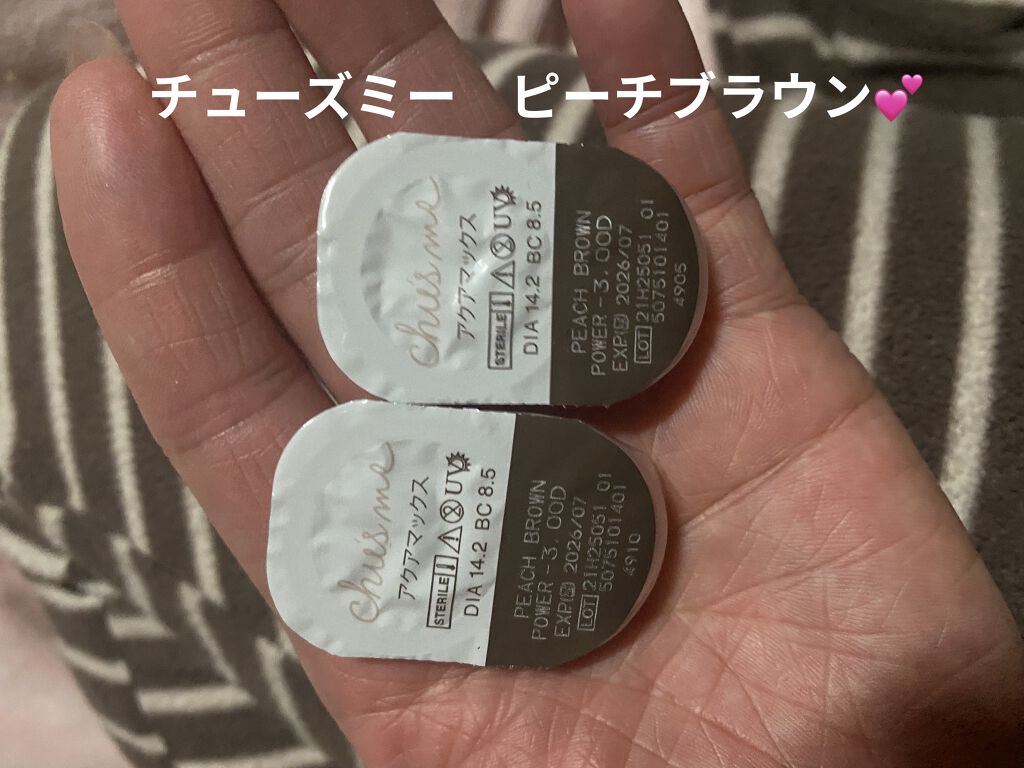 チューズミー　ピーチブラウン💕
chu's me
アクアマックス
STERILE UV
DIA 14.2 BC 8.5
PEACH BROWN
POWER -3.00D
EXP 2026/07
LOT 21H25051 01
5075101401
4905
chu's me
アクアマックス
STERILE UV
DIA 14.2 BC 8.5
PEACH BROWN
POWER -3.00D
EXP 2026/07
LOT 21H25051 01
5075101401
4910